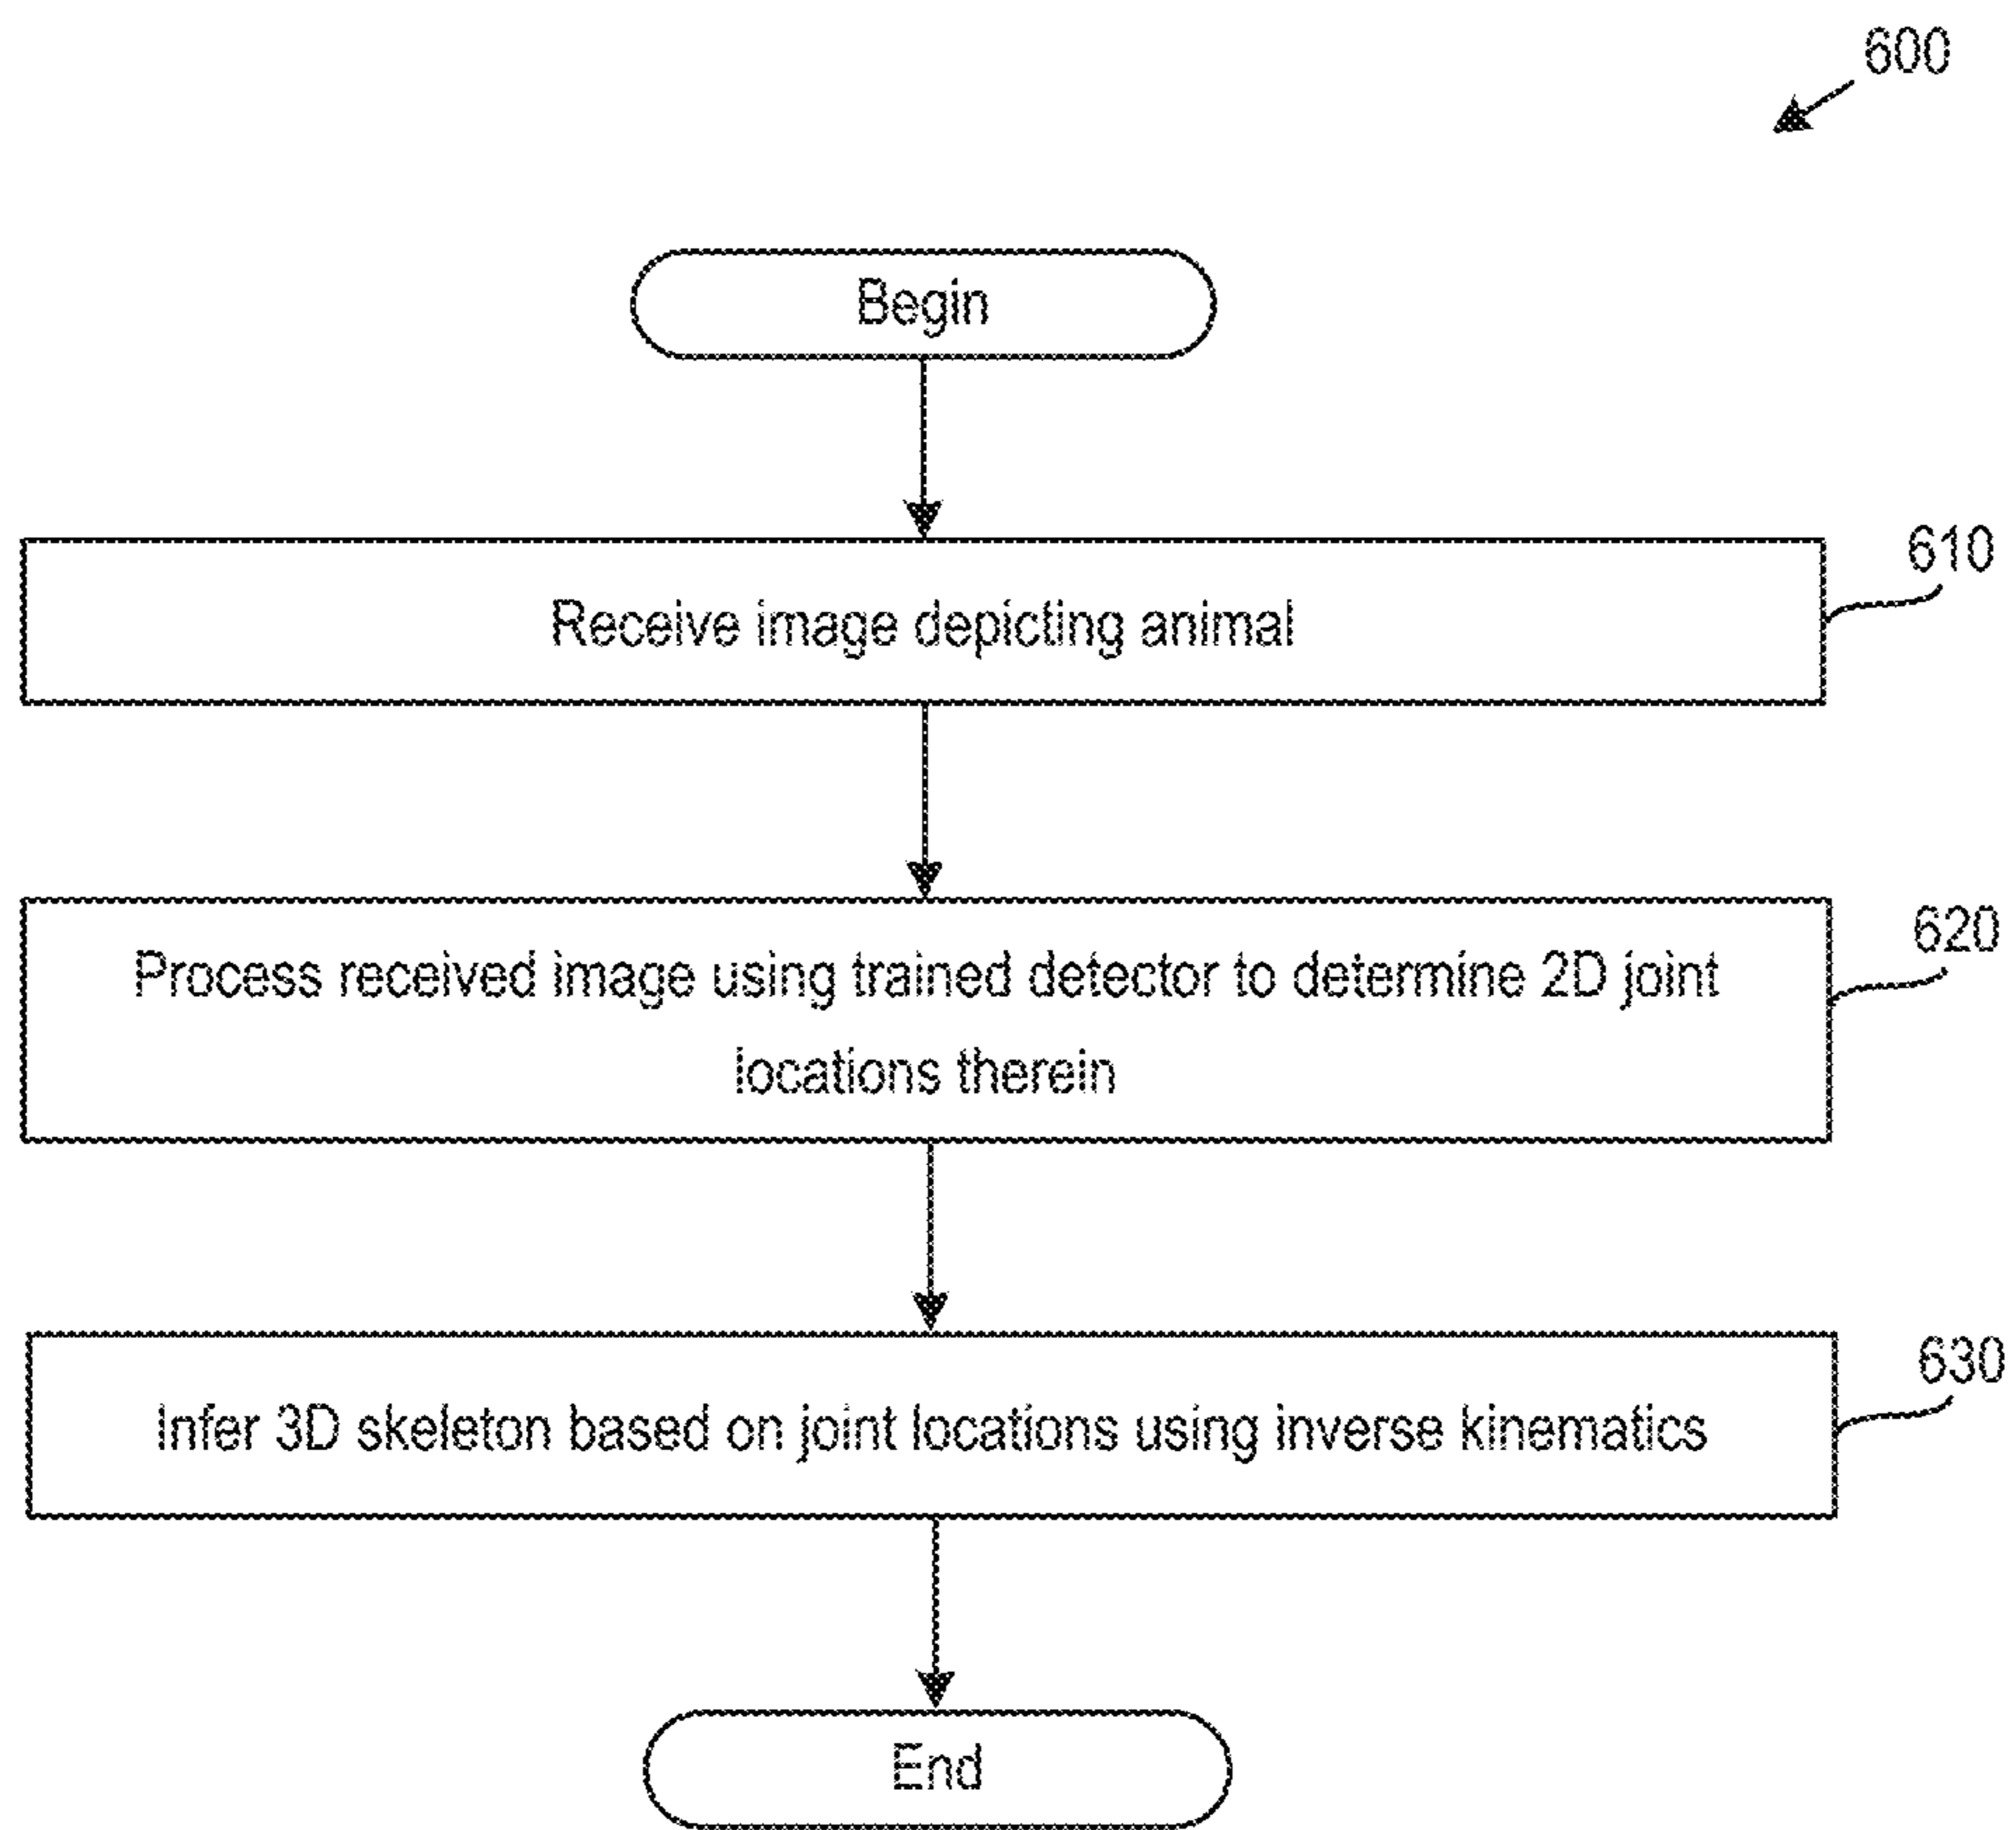 600
Begin
610
Receive image depicting animal
620
Process received image using trained detector to determine 2D joint
locations therein
630
Infer 3D skeleton based on joint locations using inverse kinematics
End